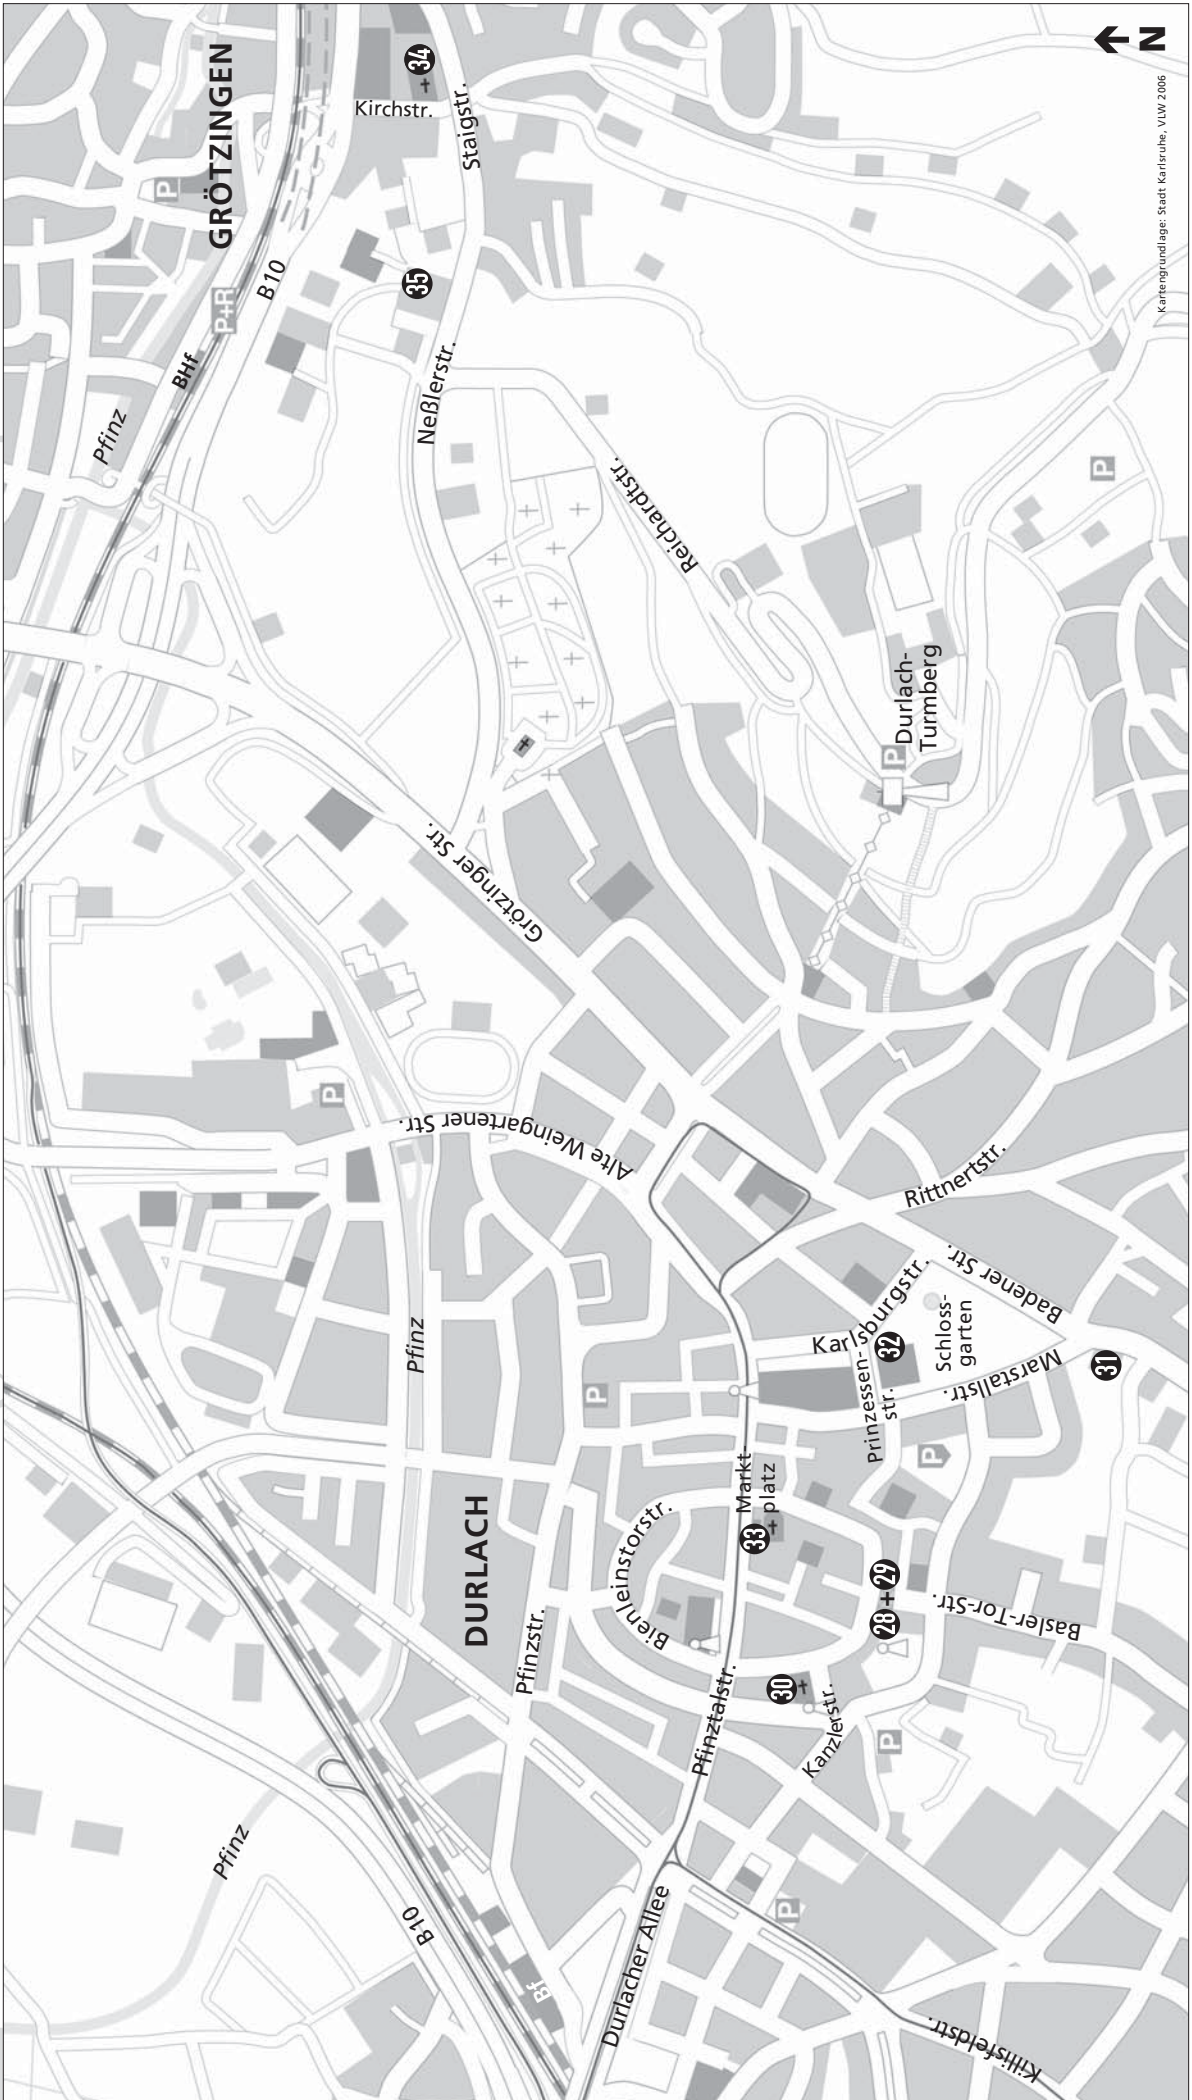 GRÖTZINGEN
34
Kirchstr.
Staigstr.
N
Kartengrundlage: Stadt Karlsruhe, VLW 2006
P
P+R
B10
35
BHf
Pfinz
Neßlerstr.
Reichardtstr.
P
Durlach-
Turmberg
P
Grötzinger Str.
P
Alte Weingartener Str.
Rittnertstr.
Badener Str.
Karlsburgstr.
Pfinz
32
Schloss-
garten
31
Prinzessen-
str.
Marstallstr.
P
P
Markt-
platz
33
DURLACH
Bienleinstorstr.
28+29
Basler-Tor-Str.
Pfinzstr.
30
Pfinztalstr.
Kanzlerstr.
P
Pfinz
B10
P
Durlacher Allee
Bf
Killisfeldstr.